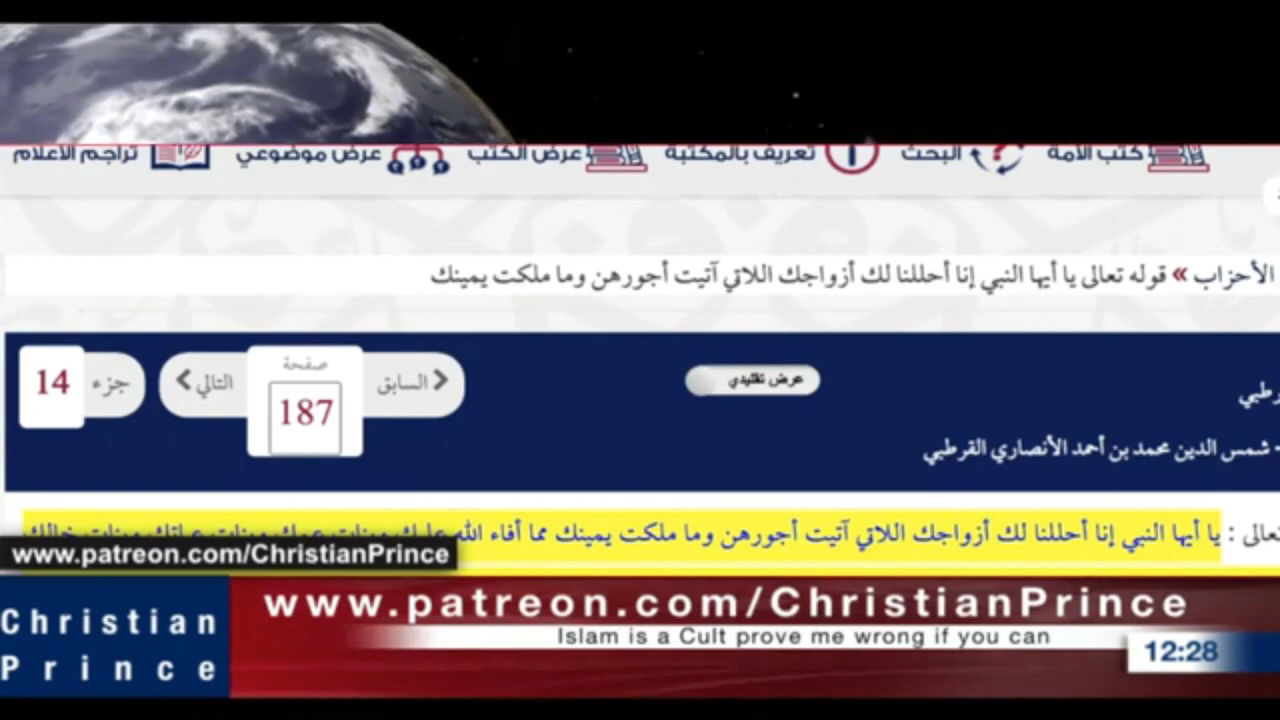 كتب الأمة البحث تعريف بالمكتبة عرض الكتب عرض موضوعي تراجم الأعلام
الأحزاب » قوله تعالى يا أيها النبي إنا أحللنا لك أزواجك اللاتي آتيت أجورهن وما ملكت يمينك
صفحة
14 جزء التالي 187 السابق
عرض تقليدي
- شمس الدين محمد بن أحمد الأنصاري القرطبي
: يا أيها النبي إنا أحللنا لك أزواجك اللاتي آتيت أجورهن وما ملكت يمينك مما أفاء الله
www.patreon.com/ChristianPrince
www.patreon.com/ChristianPrince
Islam is a Cult prove me wrong if you can
Christian
Prince
12:28